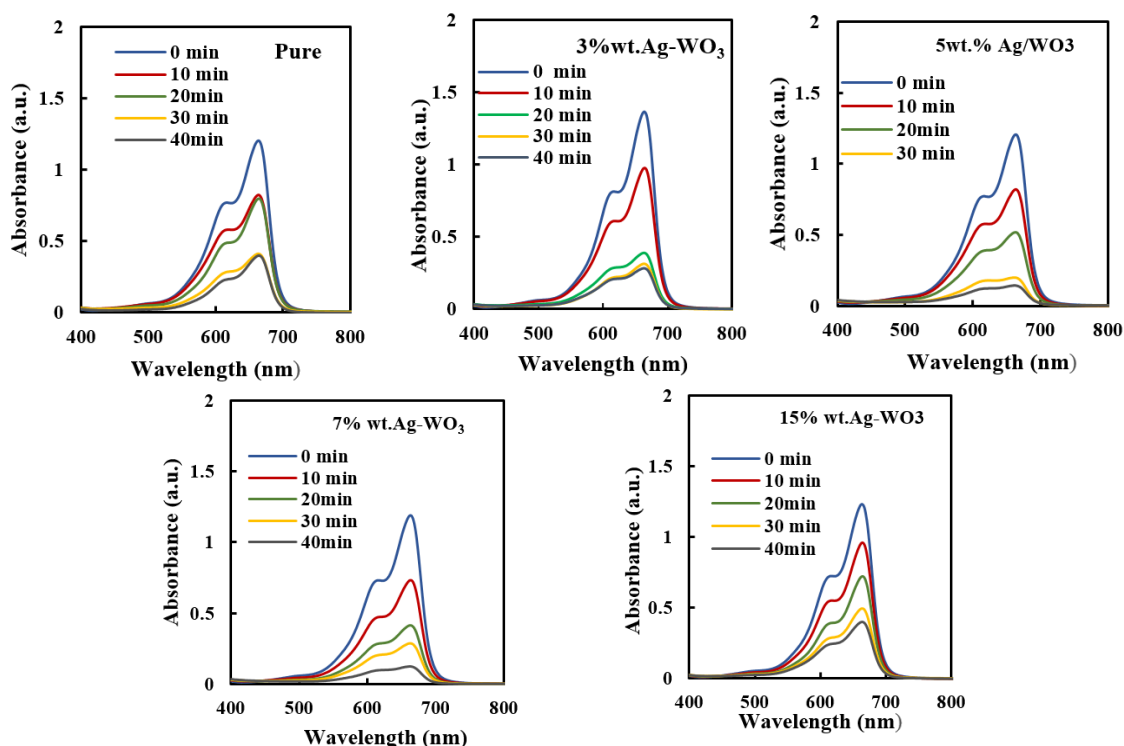 Pure
0 min
10 min
20min
30 min
40min
2
1.5
1
0.5
0
Absorbance (a.u.)
400 500 600 700 800
Wavelength (nm)
3%wt.Ag-WO₃
0 min
10 min
20 min
30 min
40 min
2
1.5
1
0.5
0
Absorbance (a.u.)
400 500 600 700 800
Wavelength (nm)
5wt.% Ag/WO3
0 min
10 min
20min
30 min
2
1.5
1
0.5
0
Absorbance (a.u.)
400 500 600 700 800
Wavelength (nm)
7% wt.Ag-WO₃
0 min
10 min
20min
30 min
40min
2
1.5
1
0.5
0
Absorbance (a.u.)
400 500 600 700 800
Wavelength (nm)
15% wt.Ag-WO3
0 min
10 min
20min
30 min
40min
2
1.5
1
0.5
0
Absorbance (a.u.)
400 500 600 700 800
Wavelength (nm)